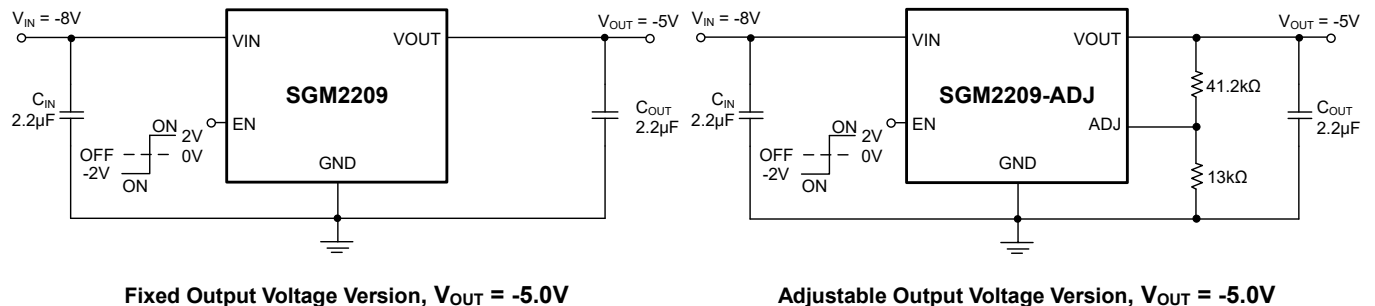 V_IN = -8V
V_OUT = -5V
VIN
VOUT
SGM2209
C_IN
2.2µF
EN
ON
2V
OFF
0V
-2V
ON
C_OUT
2.2µF
GND
Fixed Output Voltage Version, V_OUT = -5.0V
V_IN = -8V
V_OUT = -5V
VIN
VOUT
SGM2209-ADJ
41.2kΩ
C_IN
2.2µF
EN
ADJ
ON
2V
OFF
0V
-2V
ON
C_OUT
2.2µF
GND
13kΩ
Adjustable Output Voltage Version, V_OUT = -5.0V